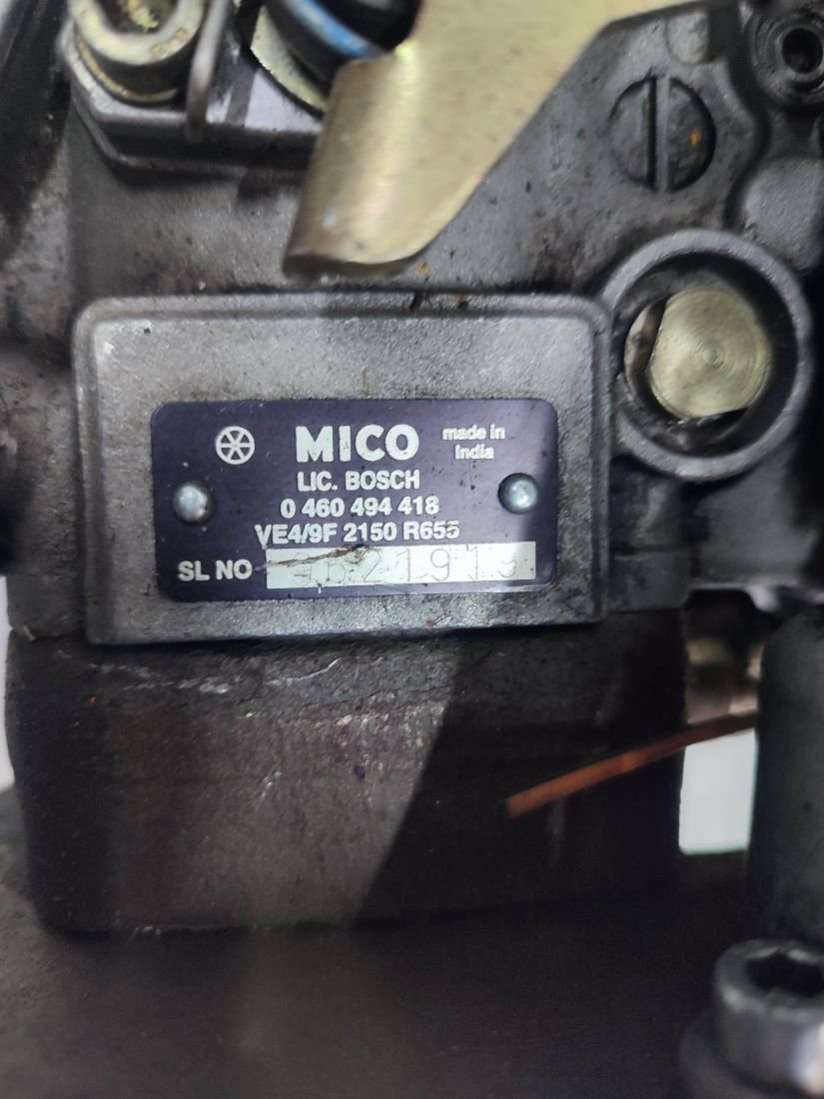 MICO
made in
India
LIC. BOSCH
0 460 494 418
VE4/9F 2150 R655
SL NO